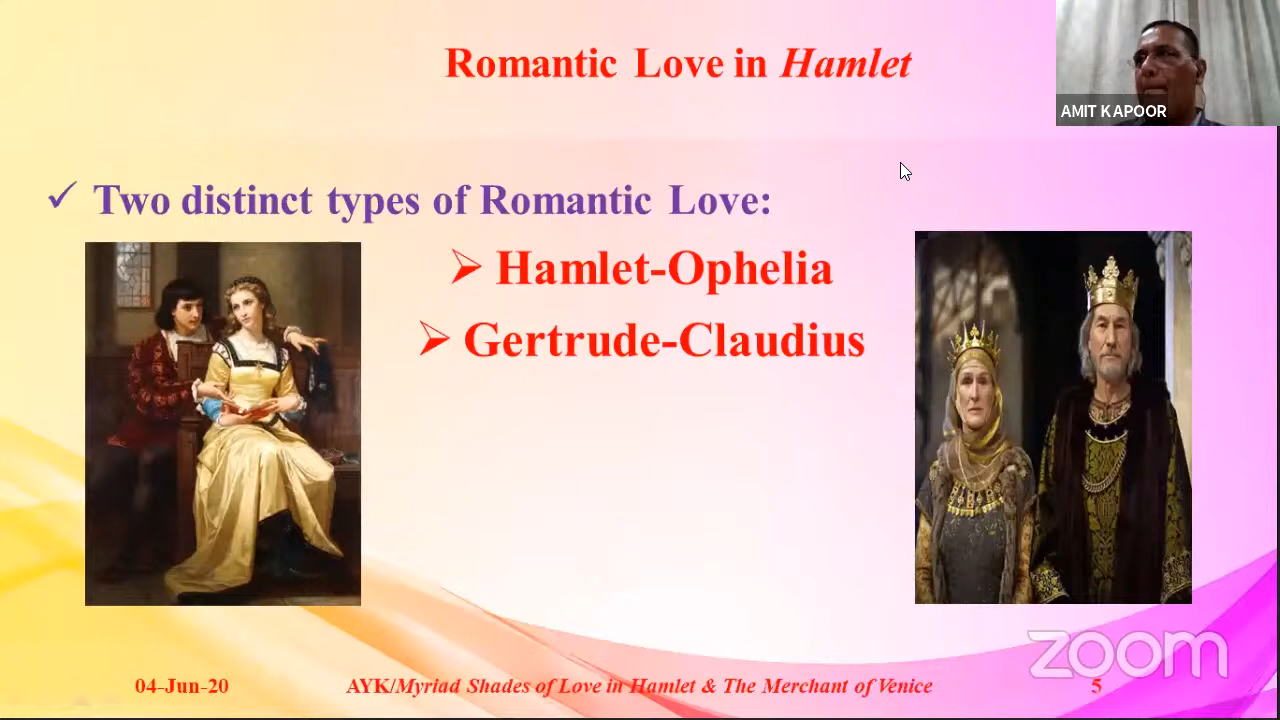 Romantic Love in Hamlet
AMIT KAPOOR
✓ Two distinct types of Romantic Love:
➢ Hamlet-Ophelia
➢ Gertrude-Claudius
zoom
04-Jun-20 AYK/Myriad Shades of Love in Hamlet & The Merchant of Venice 5